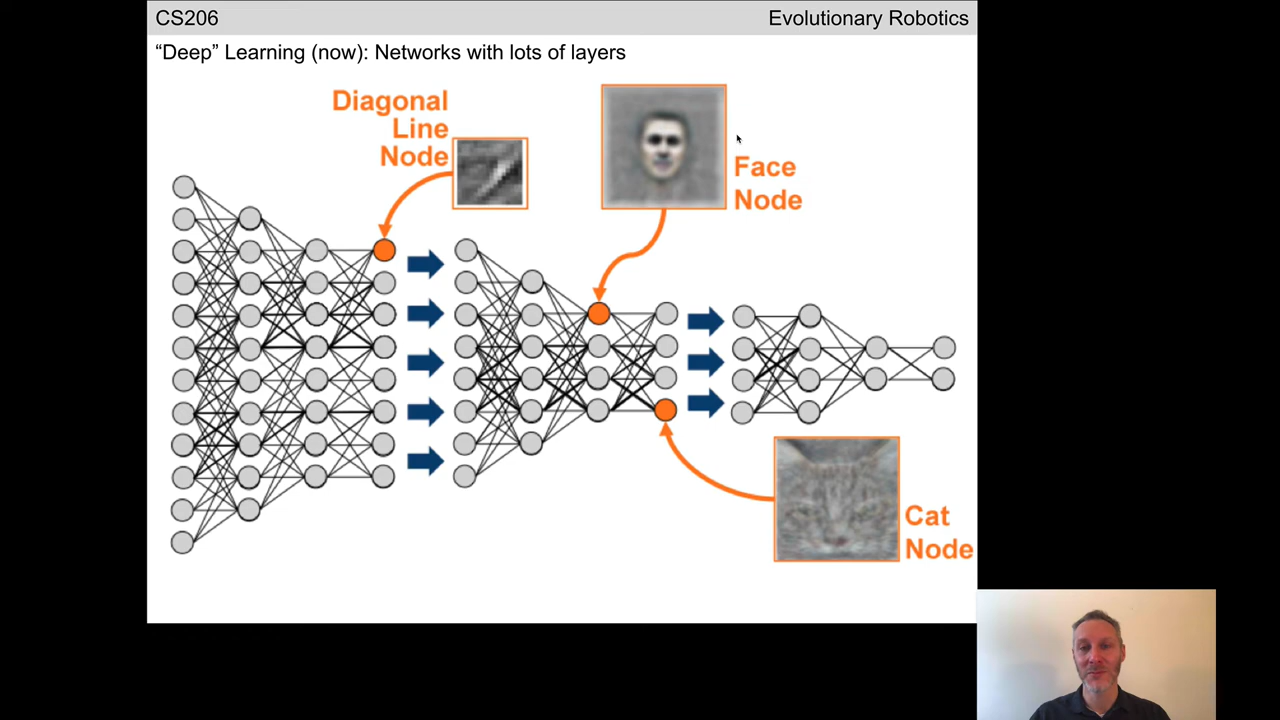 CS206
Evolutionary Robotics
“Deep” Learning (now): Networks with lots of layers
Diagonal
Line
Node
Face
Node
Cat
Node